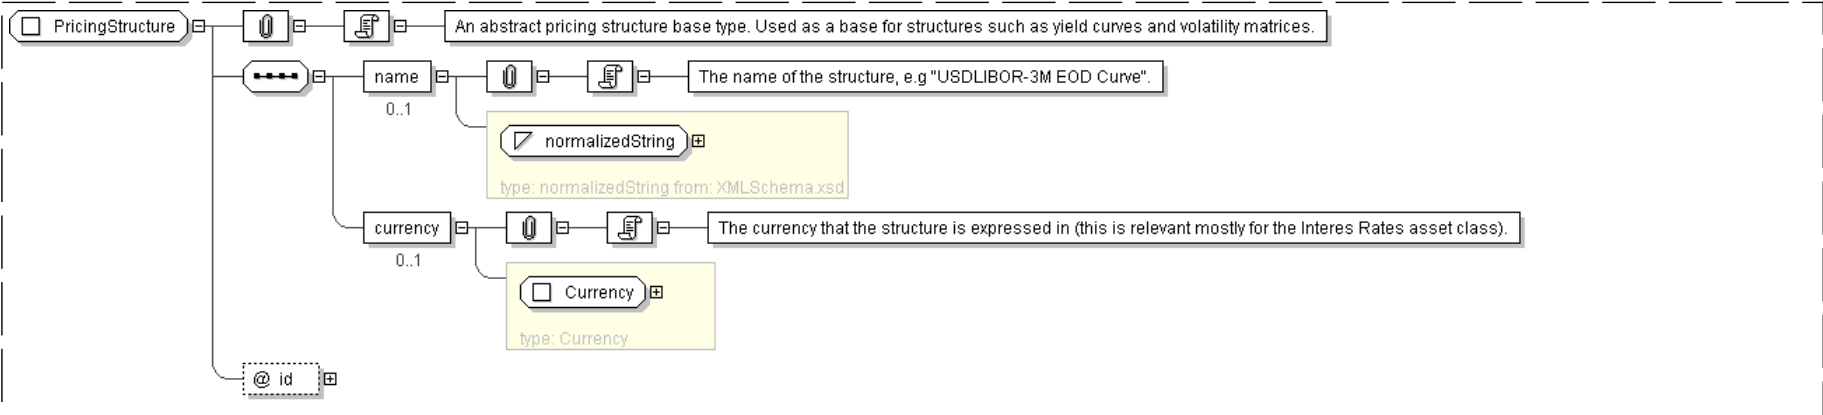 PricingStructure
An abstract pricing structure base type. Used as a base for structures such as yield curves and volatility matrices.
name
The name of the structure, e.g "USDLIBOR-3M EOD Curve".
0..1
normalizedString
type: normalizedString from: XMLSchema.xsd
currency
The currency that the structure is expressed in (this is relevant mostly for the Interes Rates asset class).
0..1
Currency
type: Currency
@ id